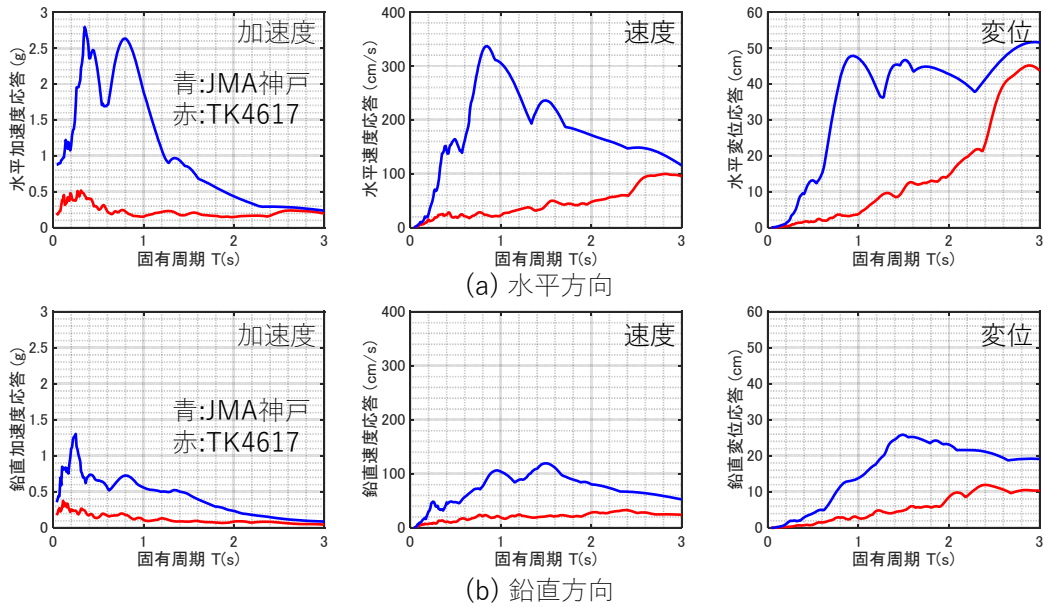 加速度
青:JMA神戸
赤:TK4617
水平加速度応答 (g)
0
0.5
1
1.5
2
2.5
3
0
1
2
3
固有周期 T(s)
速度
水平速度応答 (cm/s)
0
100
200
300
400
0
1
2
3
固有周期 T(s)
変位
水平変位応答 (cm)
0
10
20
30
40
50
60
0
1
2
3
固有周期 T(s)
(a) 水平方向
加速度
青:JMA神戸
赤:TK4617
鉛直加速度応答 (g)
0
0.5
1
1.5
2
2.5
3
0
1
2
3
固有周期 T(s)
速度
鉛直速度応答 (cm/s)
0
100
200
300
400
0
1
2
3
固有周期 T(s)
変位
鉛直変位応答 (cm)
0
10
20
30
40
50
60
0
1
2
3
固有周期 T(s)
(b) 鉛直方向